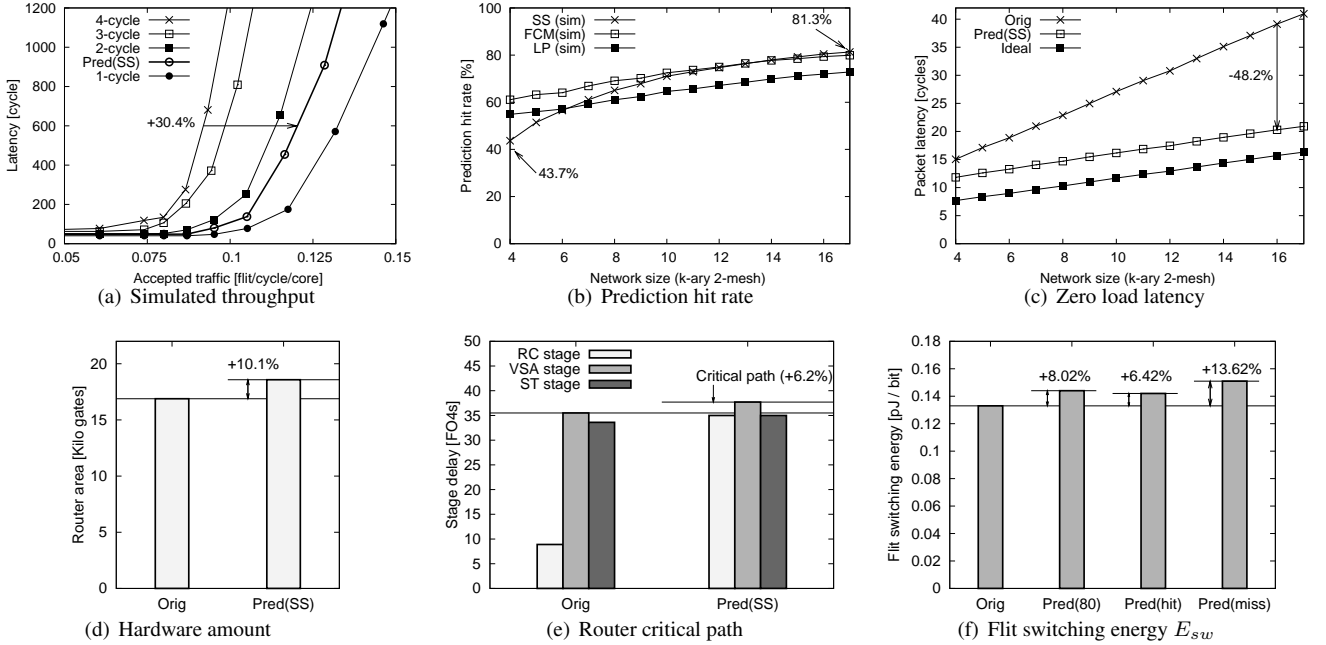 1200
1000
800
600
400
200
0
0.05
0.075
0.1
0.125
0.15
Latency [cycle]
Accepted traffic [flit/cycle/core]
4-cycle
3-cycle
2-cycle
Pred(SS)
1-cycle
+30.4%
(a) Simulated throughput
100
80
60
40
20
0
4
6
8
10
12
14
16
Prediction hit rate [%]
Network size (k-ary 2-mesh)
SS (sim)
FCM(sim)
LP (sim)
81.3%
43.7%
(b) Prediction hit rate
40
35
30
25
20
15
10
5
0
4
6
8
10
12
14
16
Packet latency [cycles]
Network size (k-ary 2-mesh)
Orig
Pred(SS)
Ideal
-48.2%
(c) Zero load latency
20
15
10
5
0
Router area [Kilo gates]
+10.1%
Orig
Pred(SS)
(d) Hardware amount
50
45
40
35
30
25
20
15
10
5
0
Stage delay [FO4s]
RC stage
VSA stage
ST stage
Critical path (+6.2%)
Orig
Pred(SS)
(e) Router critical path
0.18
0.16
0.14
0.12
0.1
0.08
0.06
0.04
0.02
0
Flit switching energy [pJ / bit]
+8.02%
+6.42%
+13.62%
Orig
Pred(80)
Pred(hit)
Pred(miss)
(f) Flit switching energy E_sw